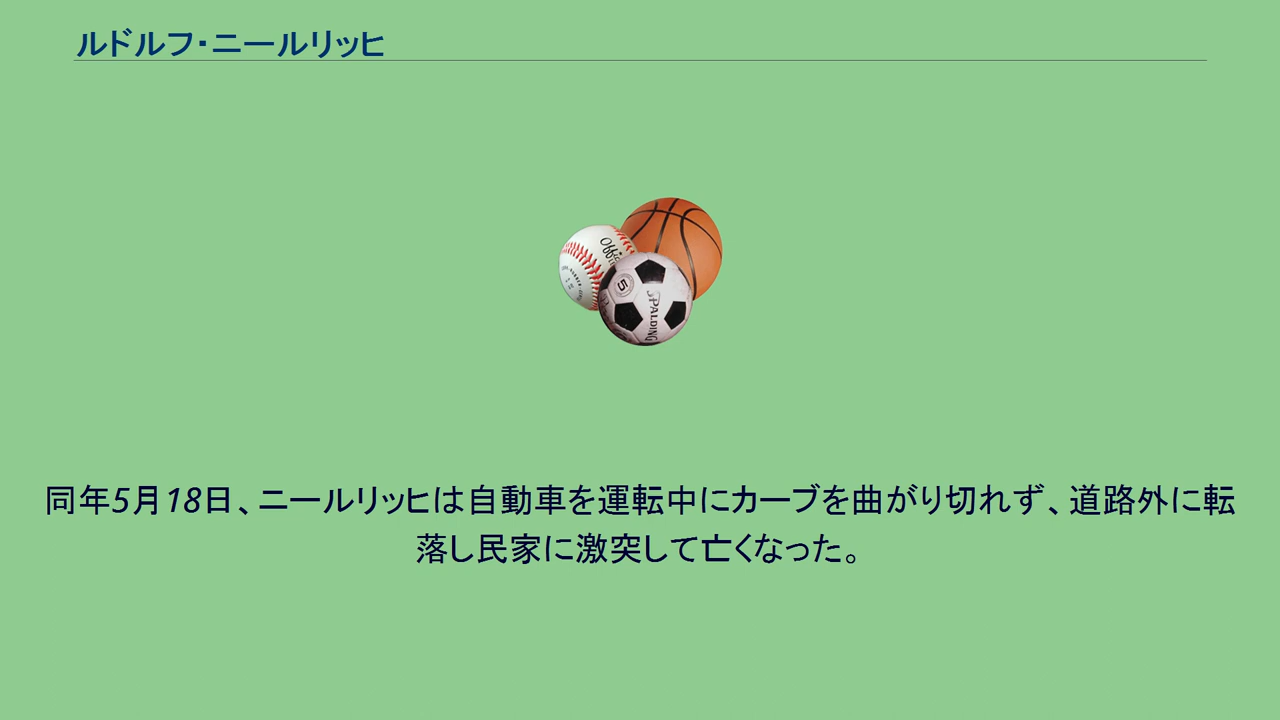 ルドルフ・ニールリッヒ
Offi
5
SPALDING
同年5月18日、ニールリッヒは自動車を運転中にカーブを曲がり切れず、道路外に転
落し民家に激突して亡くなった。